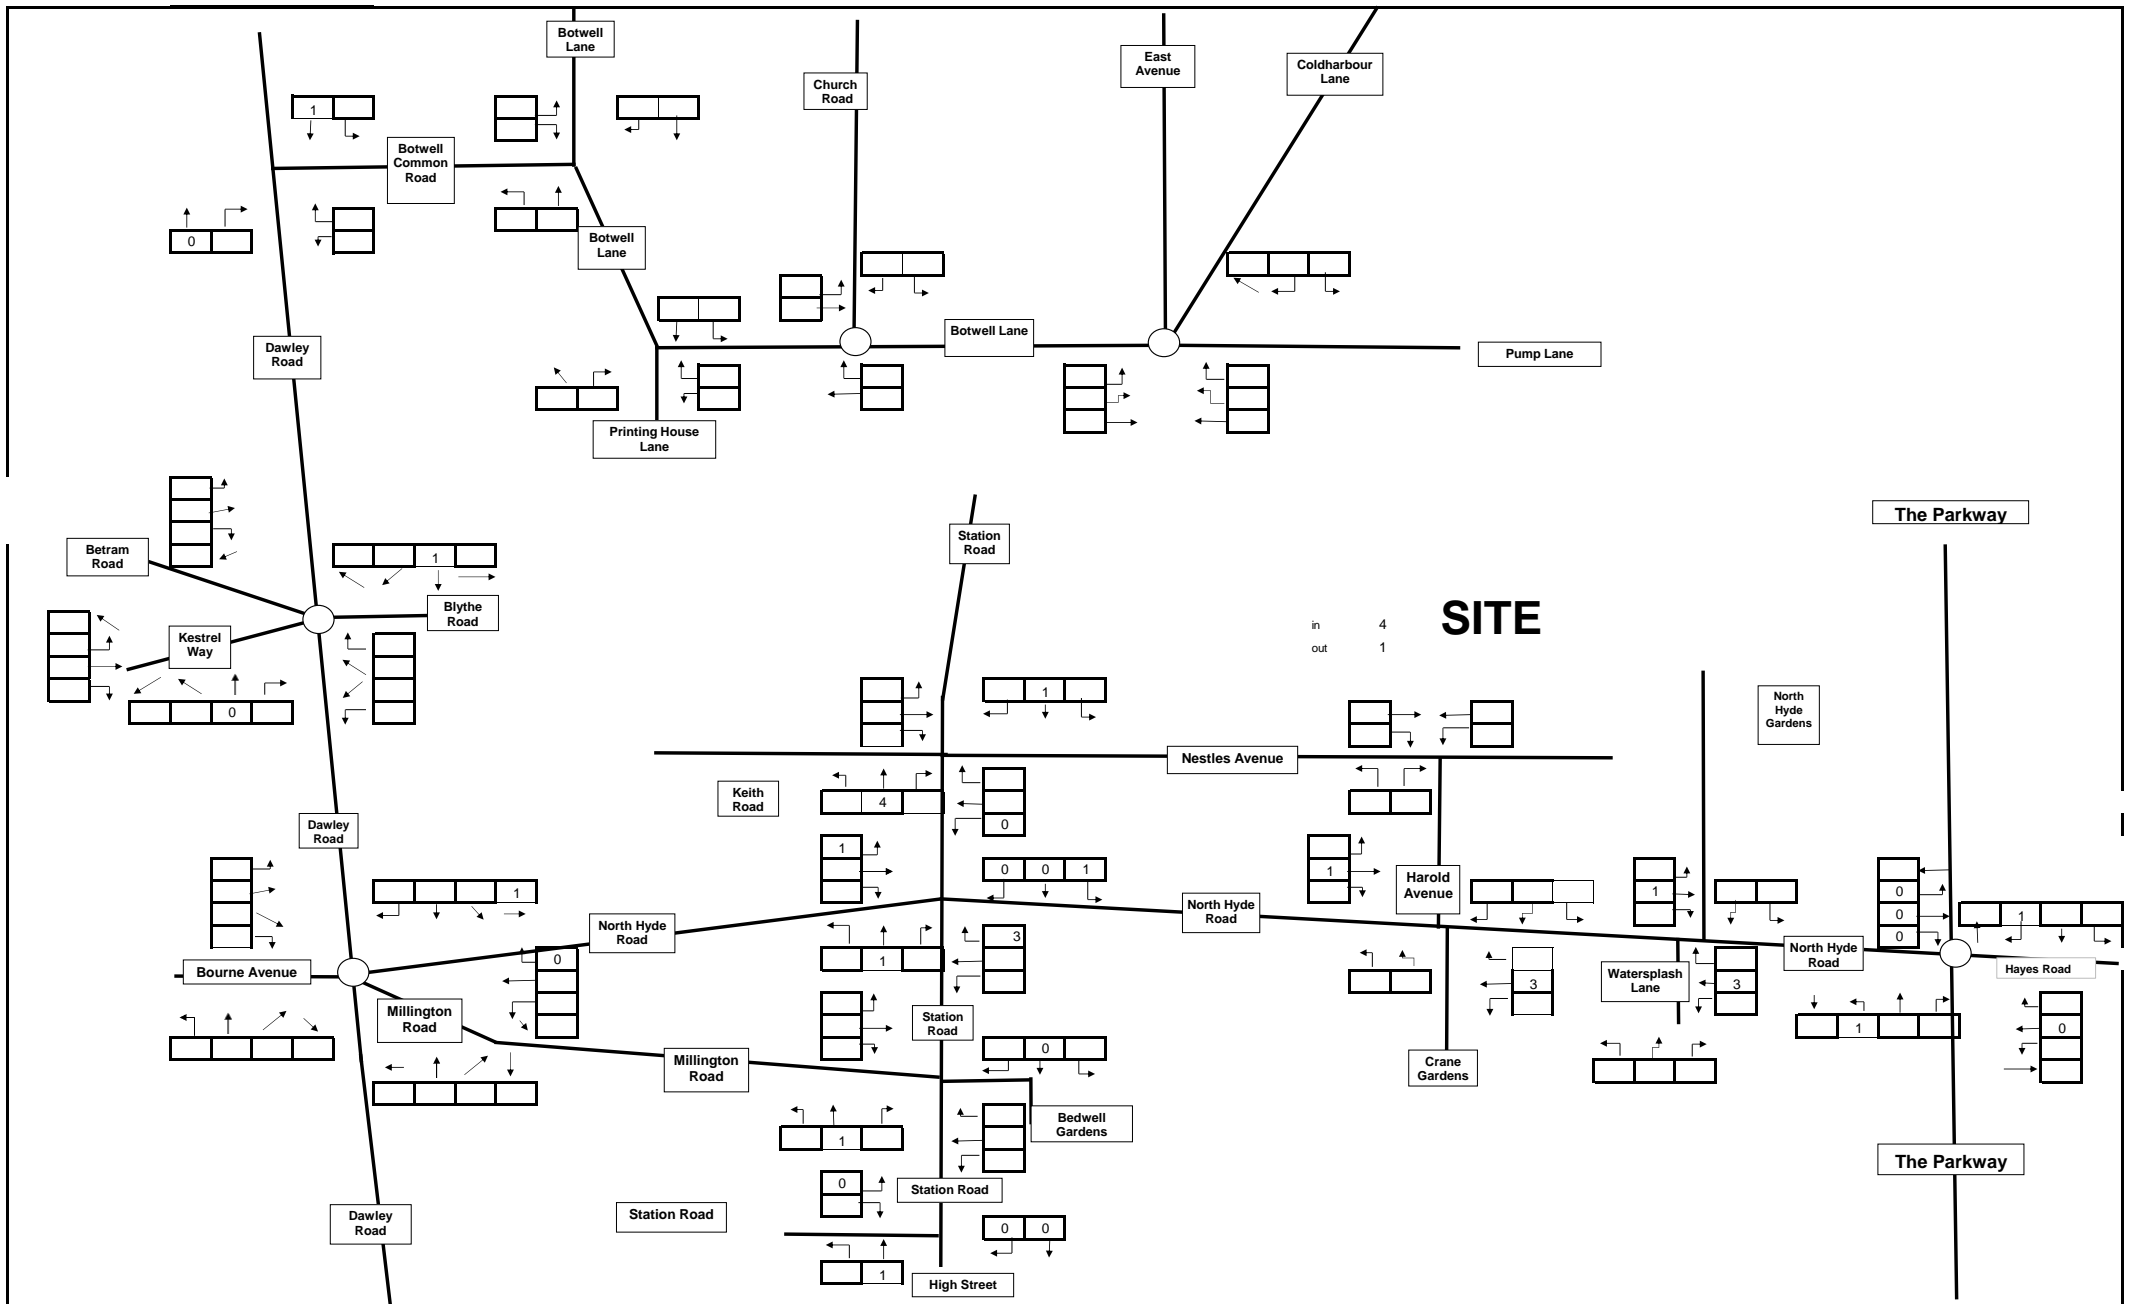 Botwell
Lane
East
Avenue
Coldharbour
Lane
Church
Road
1
Botwell
Common
Road
0
Botwell
Lane
Botwell Lane
Dawley
Road
Pump Lane
Printing House
Lane
The Parkway
Station
Road
Betram
Road
1
Blythe
Road
SITE
in 4
out 1
Kestrel
Way
0
1
North
Hyde
Gardens
Nestles Avenue
Keith
Road
4
0
Dawley
Road
1
0 0 1
1
Harold
Avenue
1
0
0
0
1
1
North Hyde
Road
North Hyde
Road
North Hyde
Road
0
1
3
Bourne Avenue
Hayes Road
Watersplash
Lane
3
3
Millington
Road
Station
Road
1
0
0
Millington
Road
Crane
Gardens
1
Bedwell
Gardens
The Parkway
0
Station Road
Station Road
Dawley
Road
0 0
1
High Street